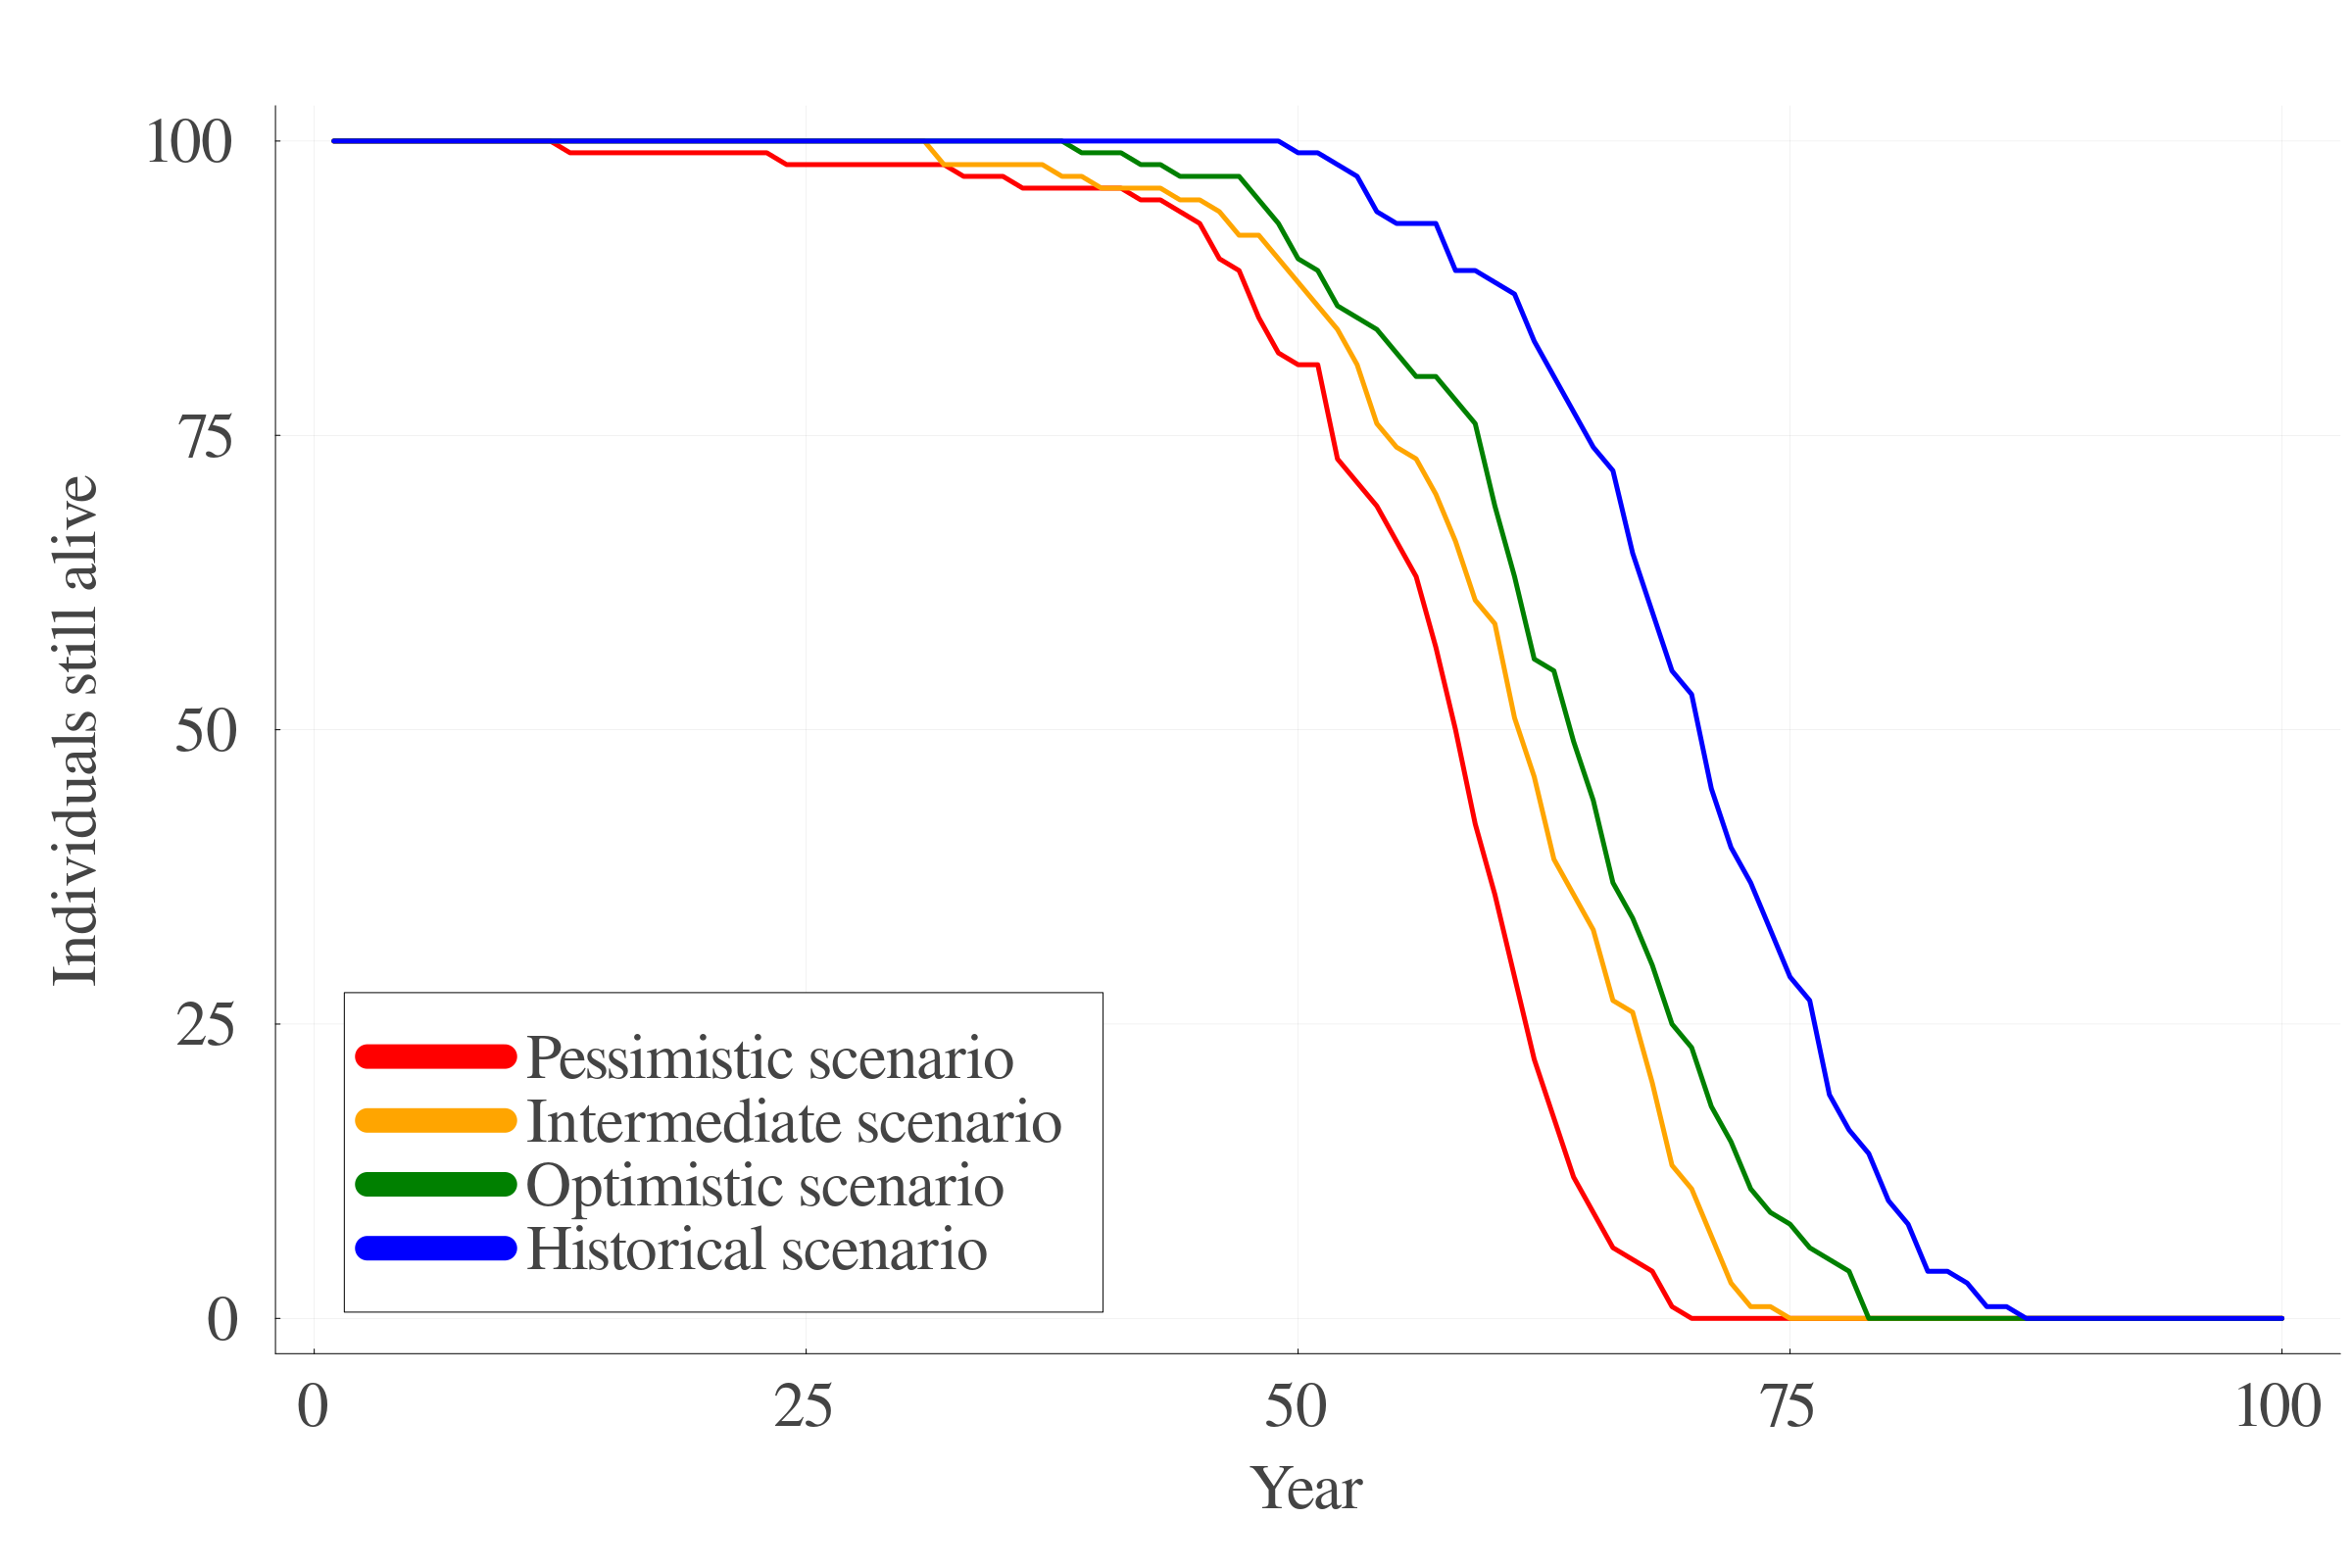 100
75
50
25
0
Individuals still alive
Pessimistic scenario
Intermediate scenario
Optimistic scenario
Historical scenario
0 25 50 75 100
Year